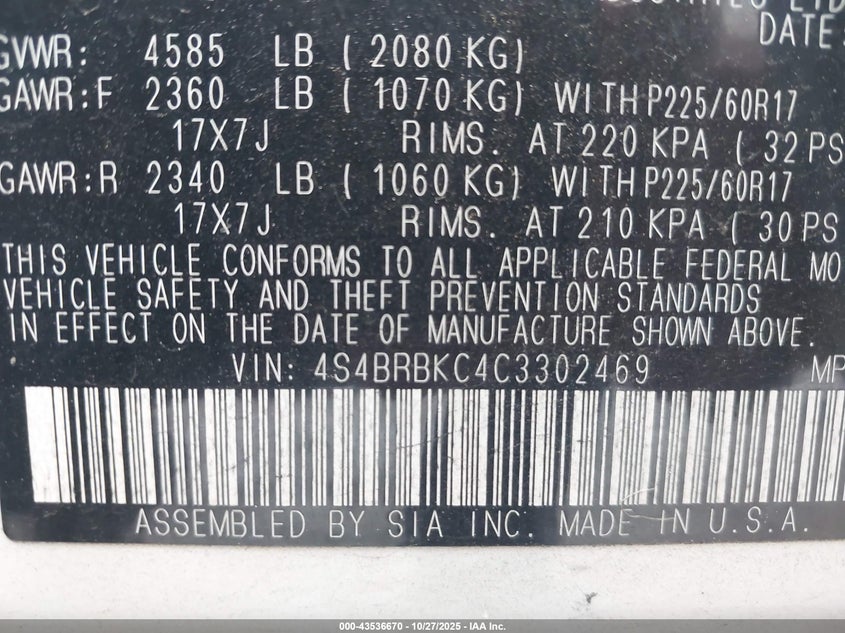 DATE
GVWR: 4585 LB ( 2080 KG)
GAWR:F 2360 LB ( 1070 KG) WITH P225/60R17
17X7J RIMS. AT 220 KPA ( 32 PS
GAWR:R 2340 LB ( 1060 KG) WITH P225/60R17
17X7J RIMS. AT 210 KPA ( 30 PS
THIS VEHICLE CONFORMS TO ALL APPLICABLE FEDERAL MO
VEHICLE SAFETY AND THEFT PREVENTION STANDARDS
IN EFFECT ON THE DATE OF MANUFACTURE SHOWN ABOVE.
VIN: 4S4BRBKC4C3302469 MP
ASSEMBLED BY SIA INC. MADE IN U.S.A.
000-43536670 - 10/27/2025 - IAA Inc.